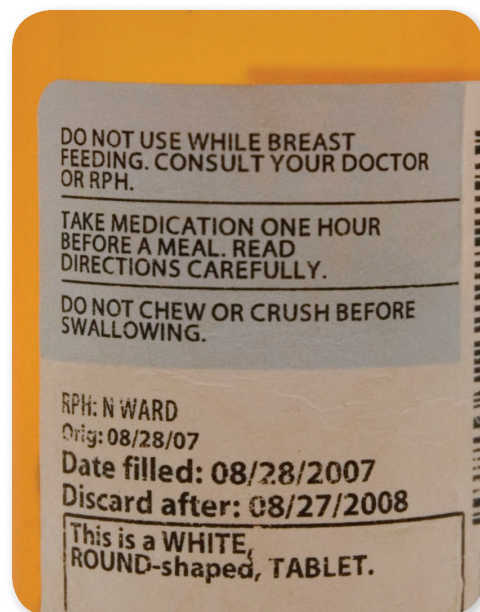 DO NOT USE WHILE BREAST
FEEDING. CONSULT YOUR DOCTOR
OR RPH.
TAKE MEDICATION ONE HOUR
BEFORE A MEAL. READ
DIRECTIONS CAREFULLY.
DO NOT CHEW OR CRUSH BEFORE
SWALLOWING.
RPH: N WARD
Orig: 08/28/07
Date filled: 08/28/2007
Discard after: 08/27/2008
This is a WHITE,
ROUND-shaped, TABLET.